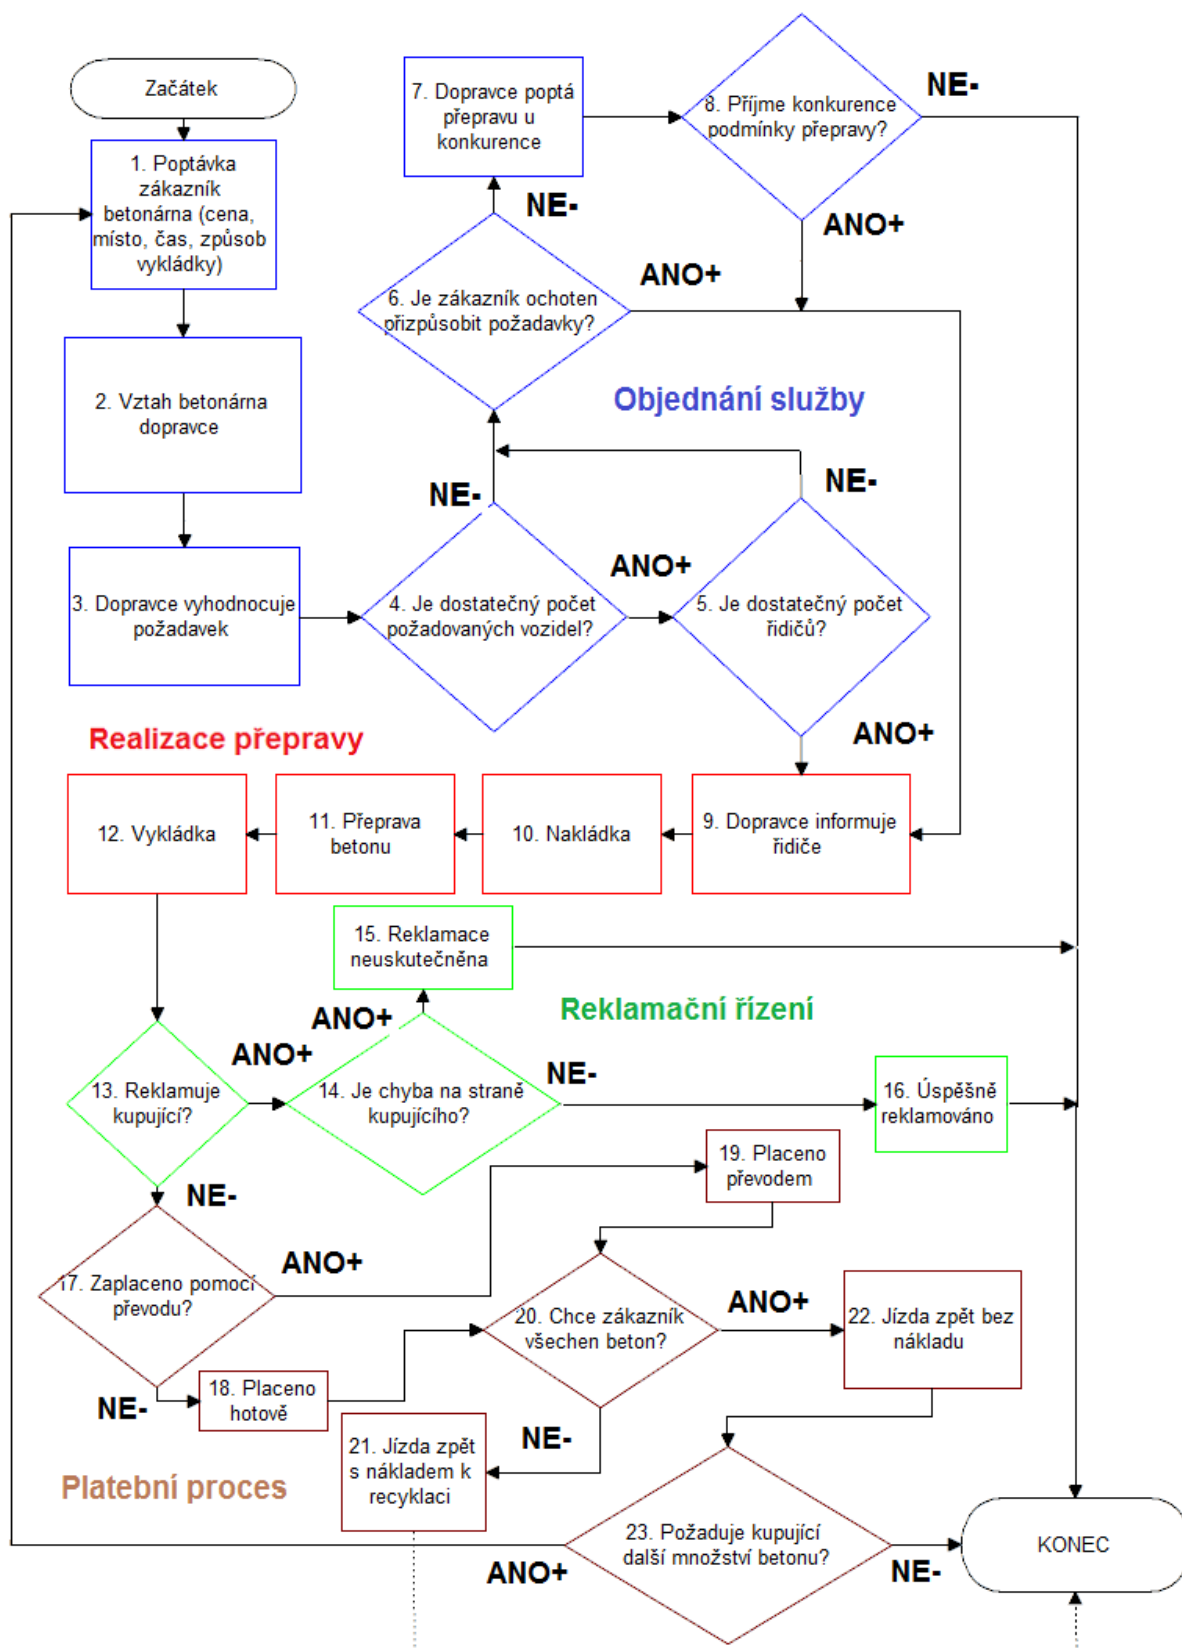 Začátek
1. Poptávka
zákazník
betonárna (cena,
místo, čas, způsob
vykládky)
2. Vztah betonárna
dopravce
3. Dopravce vyhodnocuje
požadavek
4. Je dostatečný počet
požadovaných vozidel?
NE-
ANO+
5. Je dostatečný počet
řidičů?
NE-
ANO+
6. Je zákazník ochoten
přizpůsobit požadavky?
NE-
ANO+
7. Dopravce poptá
přepravu u
konkurence
8. Příjme konkurence
podmínky přepravy?
NE-
ANO+
Objednání služby
Realizace přepravy
9. Dopravce informuje
řidiče
10. Nakládka
11. Přeprava
betonu
12. Vykládka
13. Reklamuje
kupující?
ANO+
NE-
14. Je chyba na straně
kupujícího?
ANO+
NE-
15. Reklamace
neuskutečněna
Reklamační řízení
16. Úspěšně
reklamováno
17. Zaplaceno pomocí
převodu?
ANO+
NE-
18. Placeno
hotově
19. Placeno
převodem
20. Chce zákazník
všechen beton?
ANO+
NE-
21. Jízda zpět
s nákladem k
recyklaci
22. Jízda zpět bez
nákladu
Platební proces
23. Požaduje kupující
další množství betonu?
ANO+
NE-
KONEC